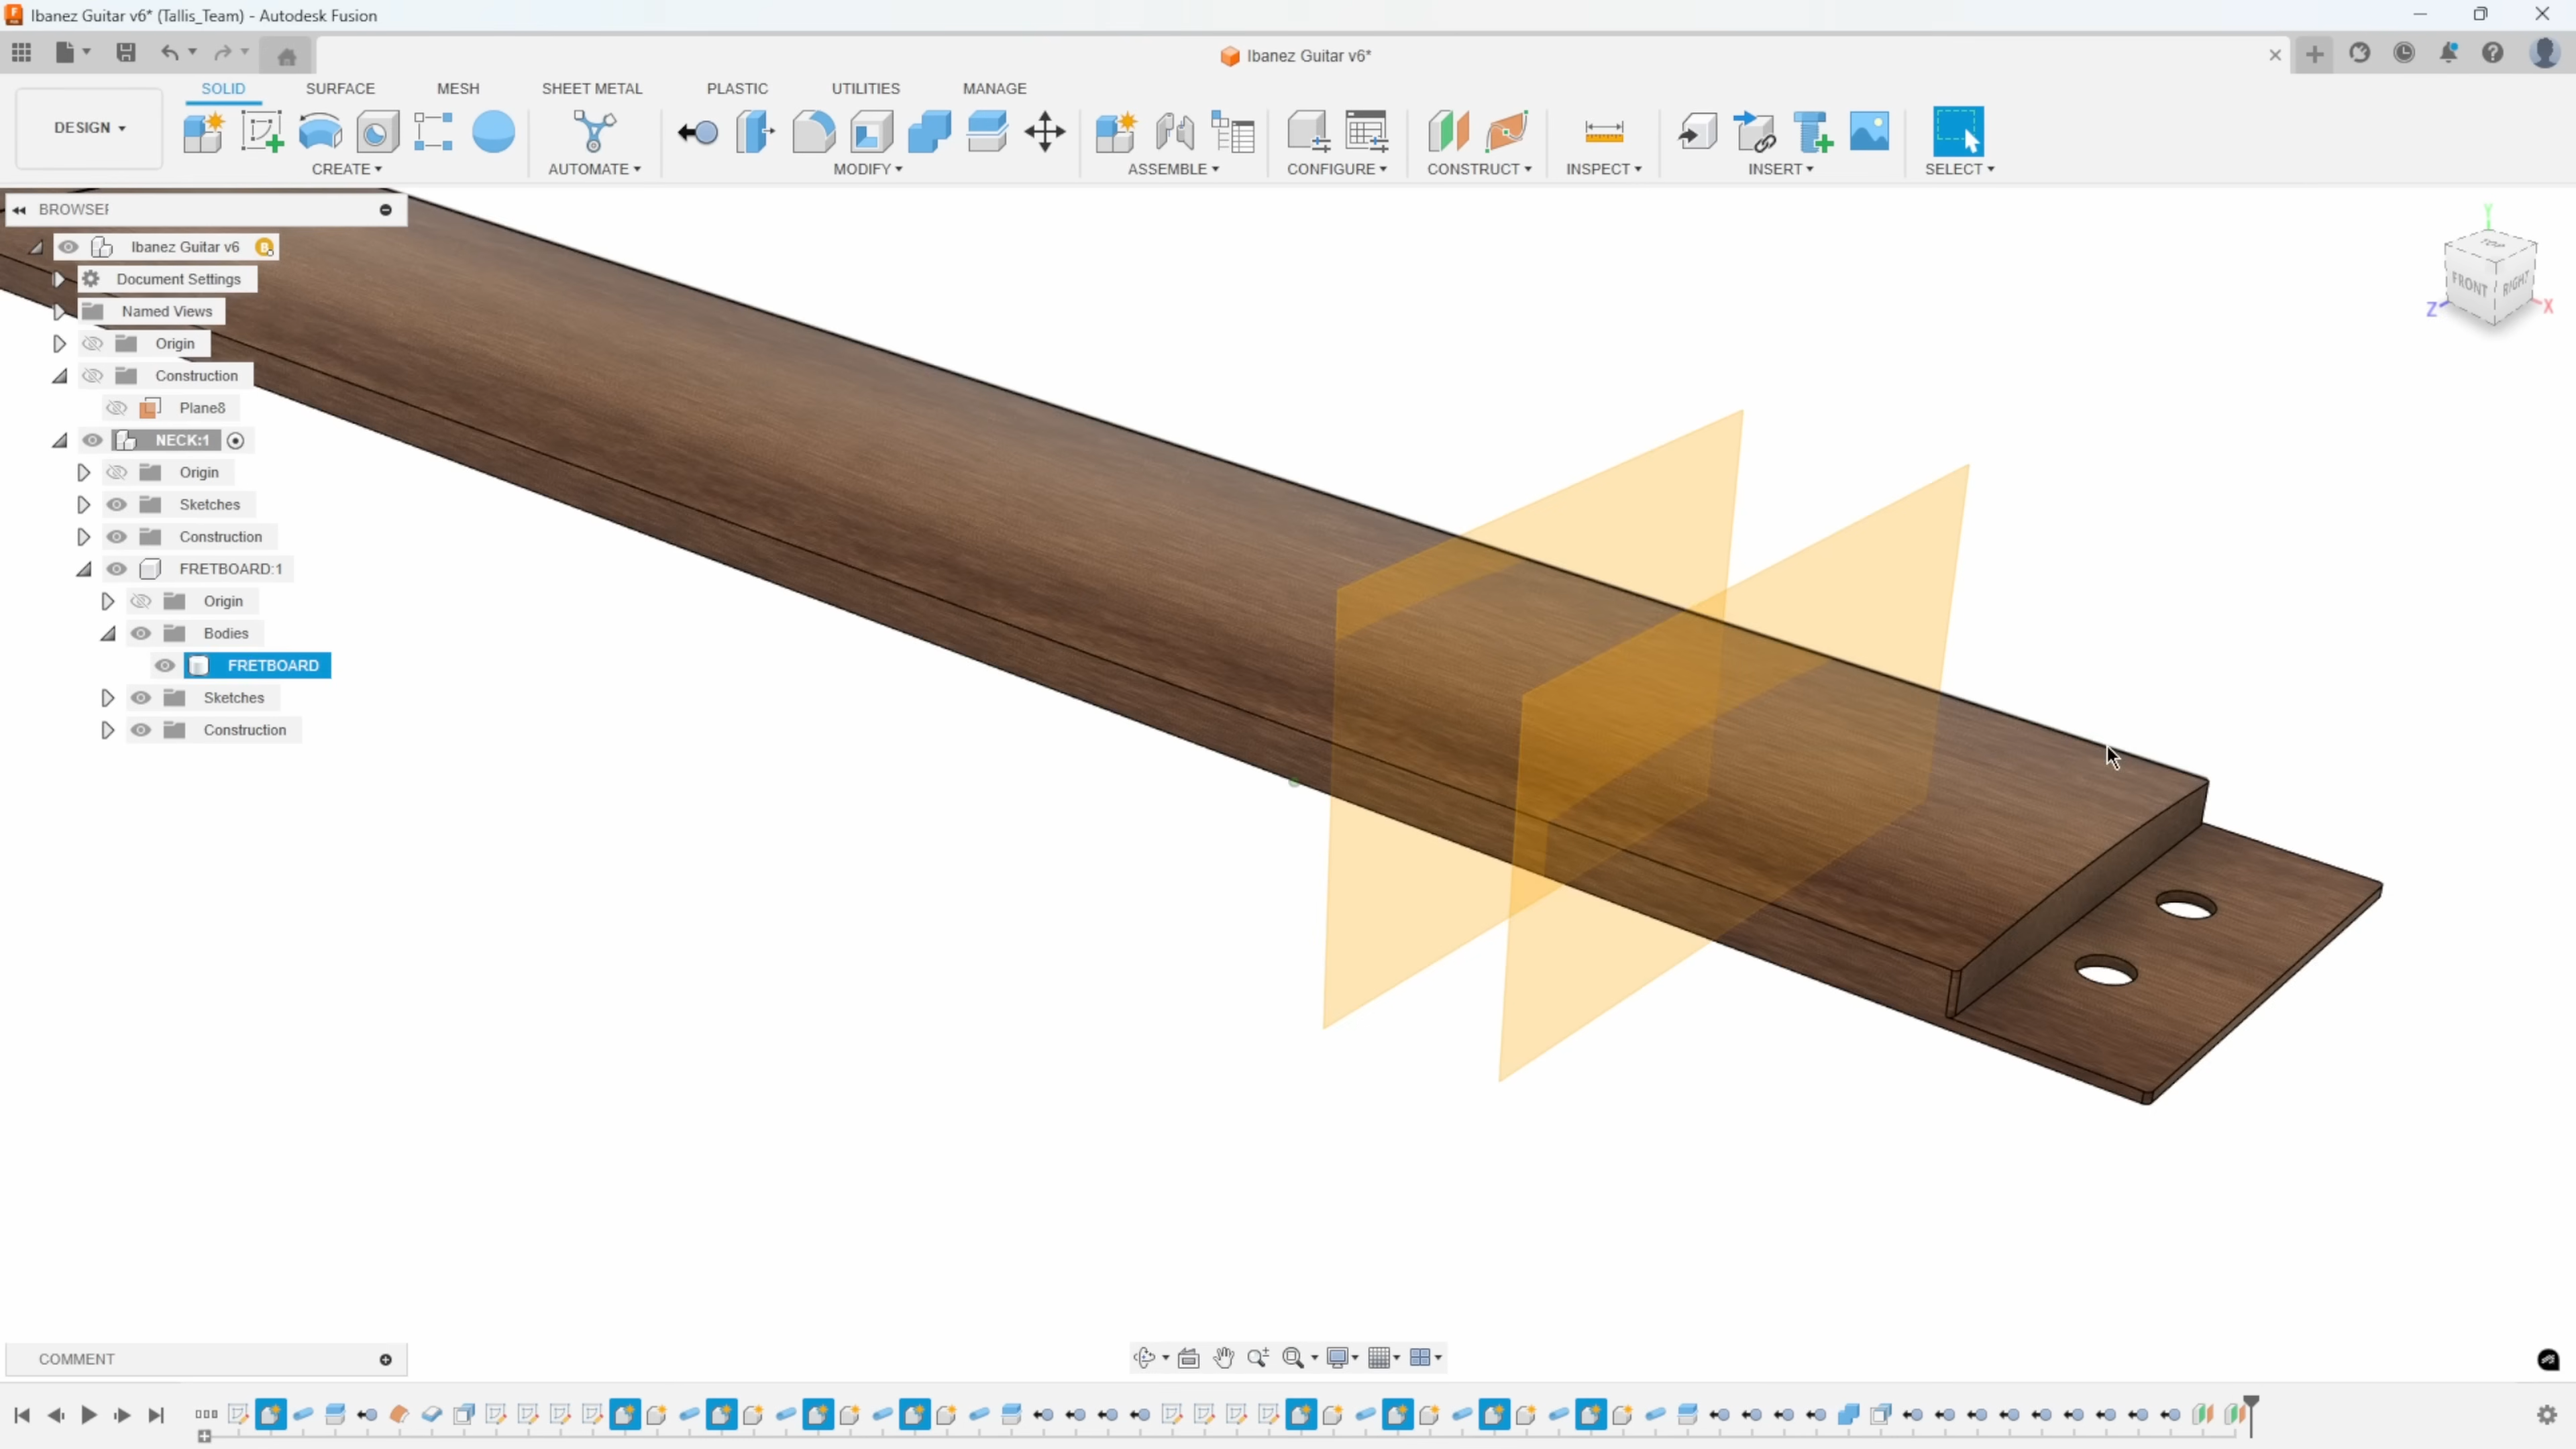 Ibanez Guitar v6* (Tallis_Team) - Autodesk Fusion
Ibanez Guitar v6*
SOLID SURFACE MESH SHEET METAL PLASTIC UTILITIES MANAGE
DESIGN
CREATE AUTOMATE MODIFY ASSEMBLE CONFIGURE CONSTRUCT INSPECT INSERT SELECT
BROWSER
Ibanez Guitar v6
Document Settings
Named Views
Origin
Construction
Plane8
NECK:1
Origin
Sketches
Construction
FRETBOARD:1
Origin
Bodies
FRETBOARD
Sketches
Construction
Y
TOP
FRONT RIGHT
Z X
COMMENT